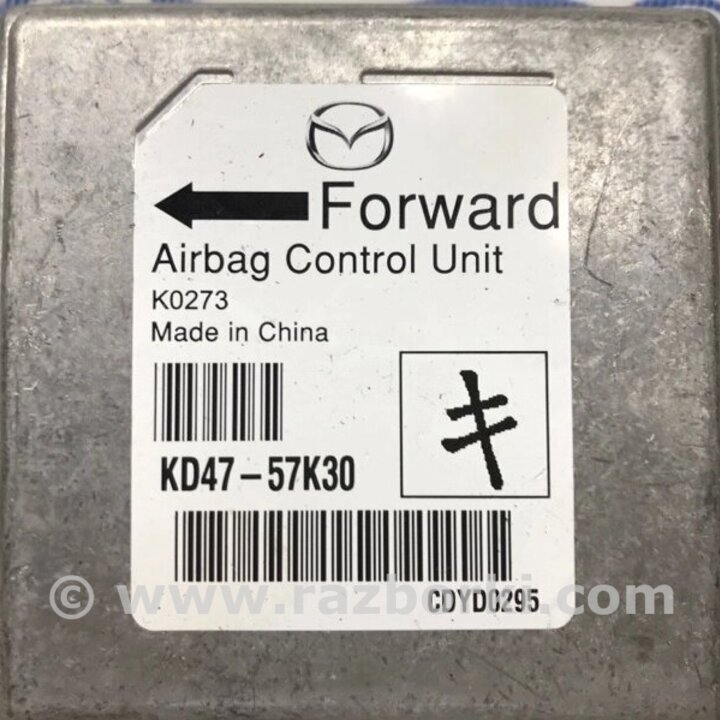 Forward
Airbag Control Unit
K0273
Made in China
キ
KD47-57K30
© www.razborki.com
CDYD0295